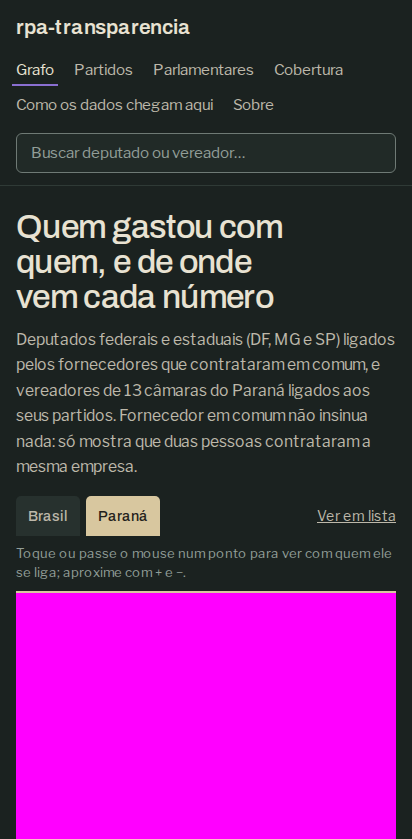 rpa-transparencia
Grafo Partidos Parlamentares Cobertura
Como os dados chegam aqui Sobre
Buscar deputado ou vereador...
Quem gastou com
quem, e de onde
vem cada número
Deputados federais e estaduais (DF, MG e SP) ligados
pelos fornecedores que contrataram em comum, e
vereadores de 13 câmaras do Paraná ligados aos
seus partidos. Fornecedor em comum não insinua
nada: só mostra que duas pessoas contrataram a
mesma empresa.
Brasil Paraná Ver em lista
Toque ou passe o mouse num ponto para ver com quem ele
se liga; aproxime com + e −.